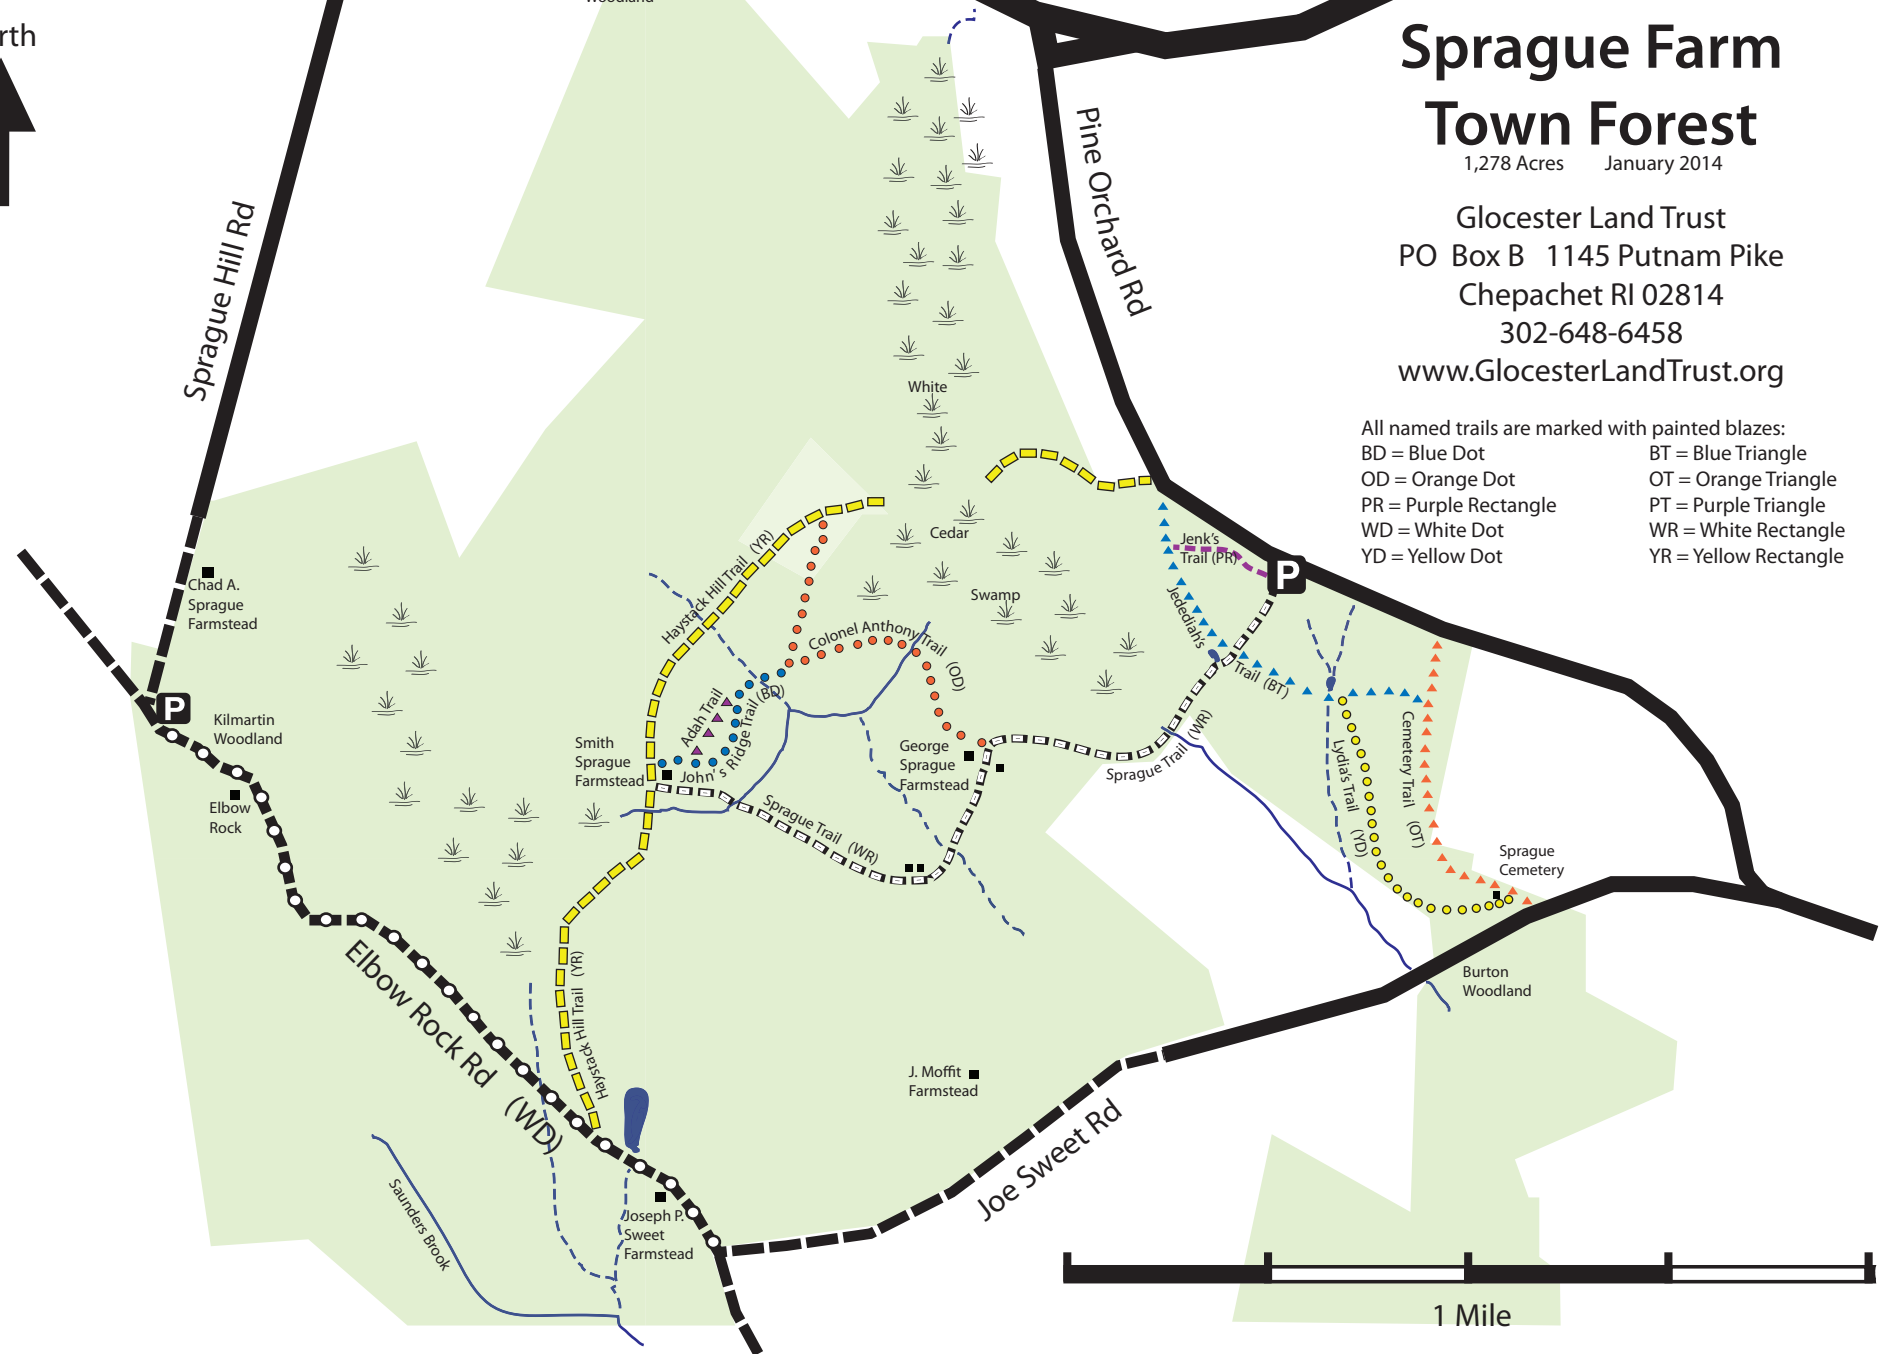 Woodland
rth
Sprague Farm
Town Forest
1,278 Acres January 2014
Glocester Land Trust
PO Box B 1145 Putnam Pike
Chepachet RI 02814
302-648-6458
www.GlocesterLandTrust.org
All named trails are marked with painted blazes:
BD = Blue Dot BT = Blue Triangle
OD = Orange Dot OT = Orange Triangle
PR = Purple Rectangle PT = Purple Triangle
WD = White Dot WR = White Rectangle
YD = Yellow Dot YR = Yellow Rectangle
Sprague Hill Rd
Pine Orchard Rd
White
Cedar
Swamp
Jenk's
Trail (PR)
P
Jedediah's
Trail (BT)
Haystack Hill Trail (YR)
Chad A.
Sprague
Farmstead
Colonel Anthony Trail (OD)
Adah Trail
John's Ridge Trail (BD)
P
Kilmartin
Woodland
Smith
Sprague
Farmstead
George
Sprague
Farmstead
Sprague Trail (WR)
Sprague Trail (WR)
Lydia's Trail (YD)
Cemetery Trail (OT)
Elbow
Rock
Sprague
Cemetery
Elbow Rock Rd (WD)
Haystack Hill Trail (YR)
Burton
Woodland
J. Moffit
Farmstead
Joe Sweet Rd
Saunders Brook
Joseph P.
Sweet
Farmstead
1 Mile